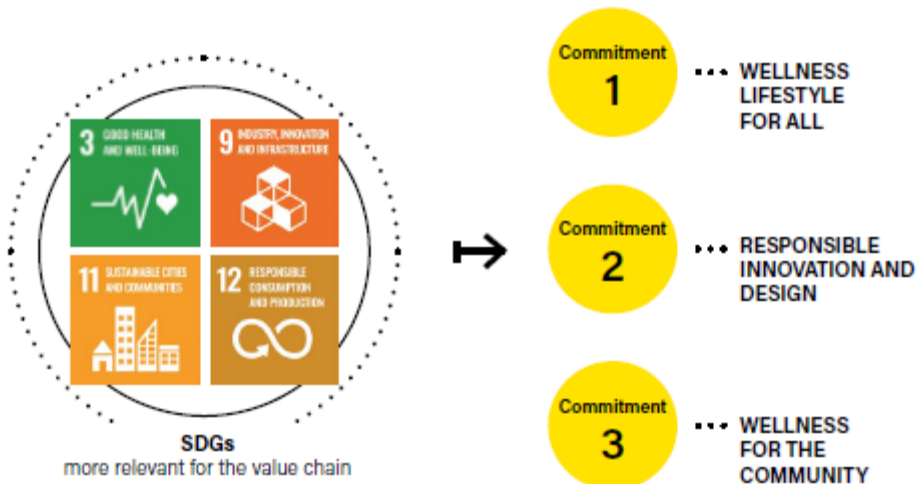 3 GOOD HEALTH
AND WELL-BEING
9 INDUSTRY, INNOVATION
AND INFRASTRUCTURE
11 SUSTAINABLE CITIES
AND COMMUNITIES
12 RESPONSIBLE
CONSUMPTION
AND PRODUCTION
SDGs
more relevant for the value chain
Commitment
1
WELLNESS
LIFESTYLE
FOR ALL
Commitment
2
RESPONSIBLE
INNOVATION AND
DESIGN
Commitment
3
WELLNESS
FOR THE
COMMUNITY